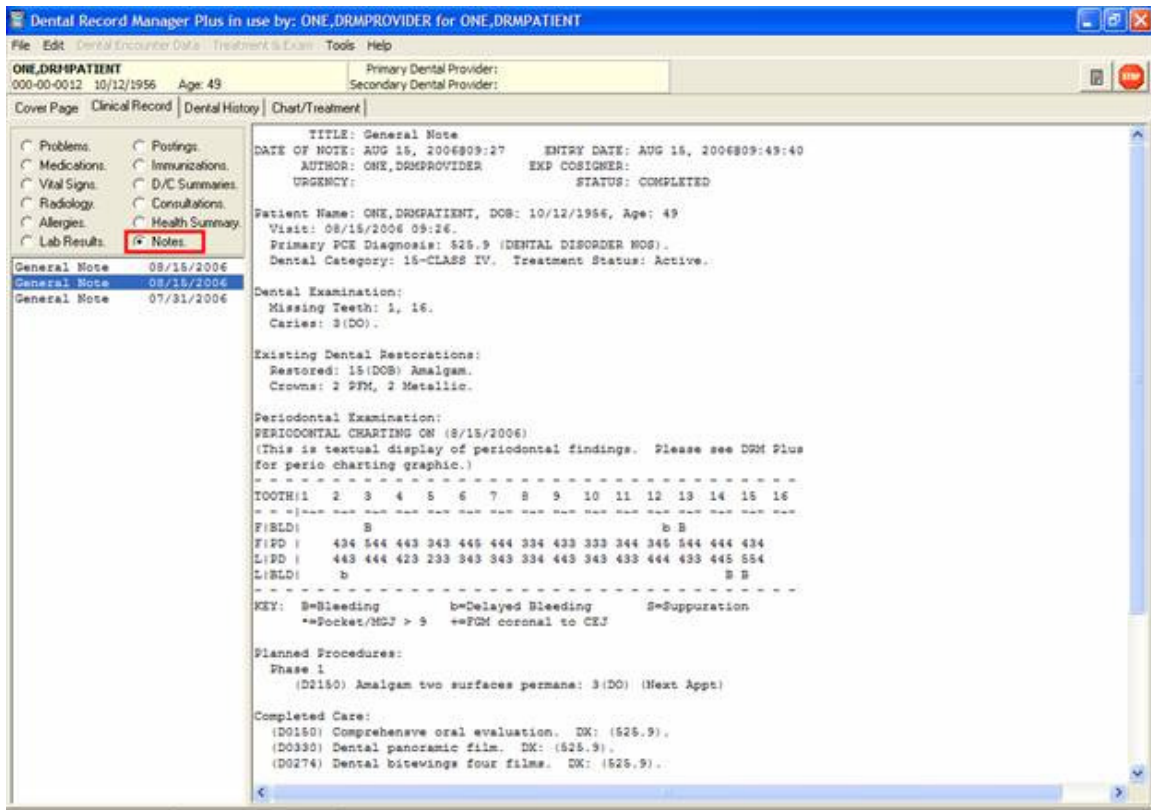 Dental Record Manager Plus in use by: ONE,DRMPROVIDER for ONE,DRMPATIENT
File Edit Dental Encounter Data Treatment & Exam Tools Help
ONE,DRMPATIENT
000-00-0012 10/12/1956 Age: 49
Primary Dental Provider:
Secondary Dental Provider:
STOP
Cover Page Clinical Record Dental History Chart/Treatment
Problems. Postings.
Medications. Immunizations.
Vital Signs. D/C Summaries.
Radiology. Consultations.
Allergies. Health Summary.
Lab Results. Notes.
General Note 08/15/2006
General Note 08/15/2006
General Note 07/31/2006
TITLE: General Note
DATE OF NOTE: AUG 15, 2006@09:27 ENTRY DATE: AUG 15, 2006@09:49:40
AUTHOR: ONE,DRMPROVIDER EXP COSIGNER:
URGENCY: STATUS: COMPLETED
Patient Name: ONE,DRMPATIENT, DOB: 10/12/1956, Age: 49
Visit: 08/15/2006 09:26.
Primary PCE Diagnosis: 525.9 (DENTAL DISORDER NOS).
Dental Category: 15-CLASS IV. Treatment Status: Active.
Dental Examination:
Missing Teeth: 1, 16.
Caries: 3(DO).
Existing Dental Restorations:
Restored: 15(DOB) Amalgam.
Crowns: 2 PFM, 2 Metallic.
Periodontal Examination:
PERIODONTAL CHARTING ON (8/15/2006)
(This is textual display of periodontal findings. Please see DRM Plus
for perio charting graphic.)
- - - - - - - - - - - - - - - - - - - - - - - - - - - - - - - - - - -
TOOTH|1 2 3 4 5 6 7 8 9 10 11 12 13 14 15 16
- - -|--- --- --- --- --- --- --- --- --- --- --- --- --- --- --- ---
F|BLD| B b B
F|PD | 434 544 443 343 445 444 334 433 333 344 345 544 444 434
L|PD | 443 444 423 233 343 343 334 443 343 433 444 433 445 554
L|BLD| b B B
- - - - - - - - - - - - - - - - - - - - - - - - - - - - - - - - - - -
KEY: B=Bleeding b=Delayed Bleeding S=Suppuration
*=Pocket/MGJ > 9 +=FGM coronal to CEJ
Planned Procedures:
Phase 1
(D2150) Amalgam two surfaces permane: 3(DO) (Next Appt)
Completed Care:
(D0150) Comprehensve oral evaluation. DX: (525.9).
(D0330) Dental panoramic film. DX: (525.9).
(D0274) Dental bitewings four films. DX: (525.9).